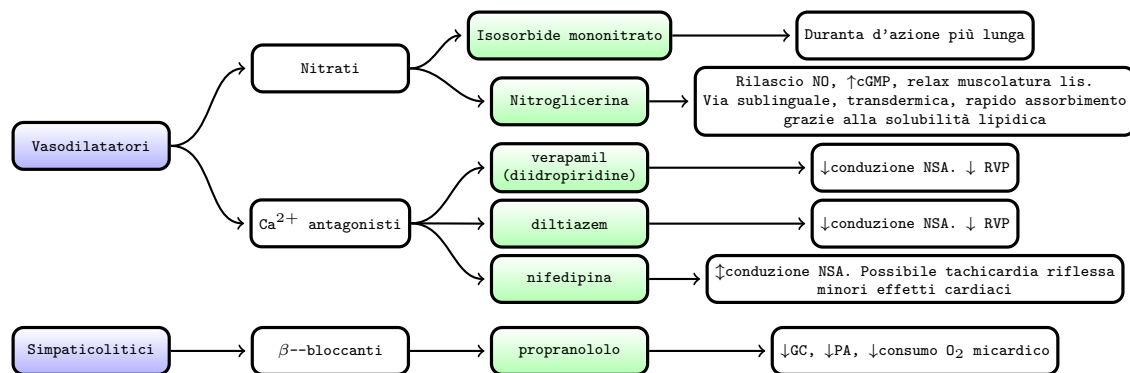 Vasodilatatori
Nitrati
Isosorbide mononitrato
Duranta d'azione più lunga
Nitroglicerina
Rilascio NO, ↑cGMP, relax muscolatura lis.
Via sublinguale, transdermica, rapido assorbimento
grazie alla solubilità lipidica
Ca²⁺ antagonisti
verapamil
(diidropiridine)
↓conduzione NSA. ↓ RVP
diltiazem
↓conduzione NSA. ↓ RVP
nifedipina
↕conduzione NSA. Possibile tachicardia riflessa
minori effetti cardiaci
Simpaticolitici
β--bloccanti
propranololo
↓GC, ↓PA, ↓consumo O₂ micardico